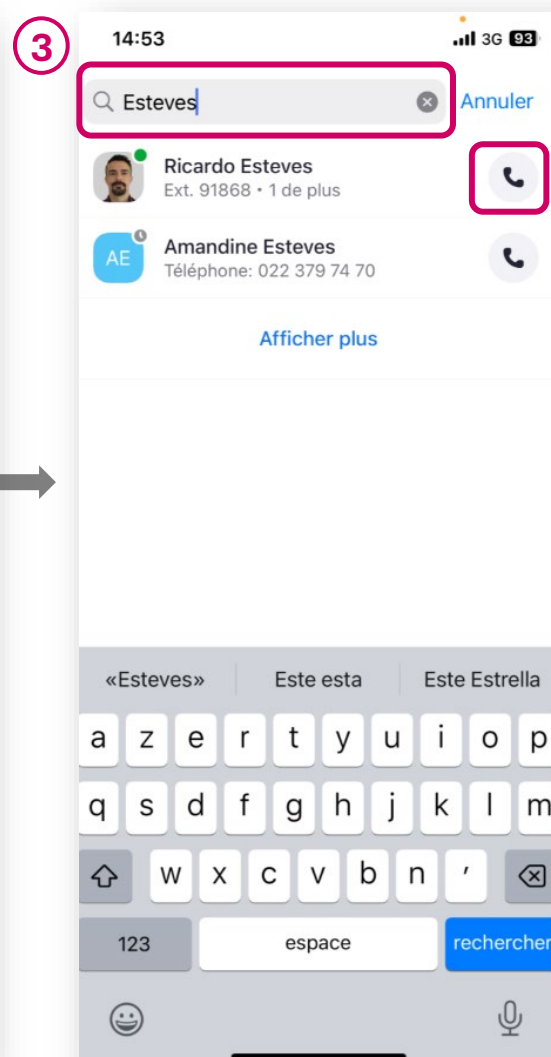 3
14:53
3G 93
Esteves
Annuler
Ricardo Esteves
Ext. 91868 • 1 de plus
AE
Amandine Esteves
Téléphone: 022 379 74 70
Afficher plus
«Esteves» Este esta Este Estrella
a z e r t y u i o p
q s d f g h j k l m
w x c v b n ’
123 espace rechercher